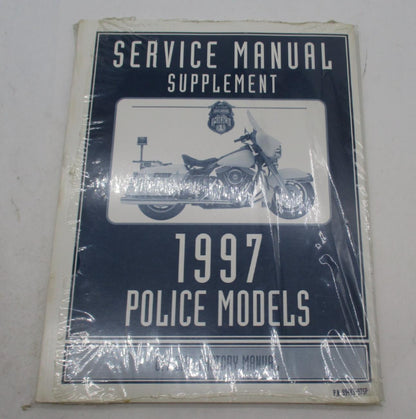 SERVICE MANUAL
SUPPLEMENT
1997
POLICE MODELS